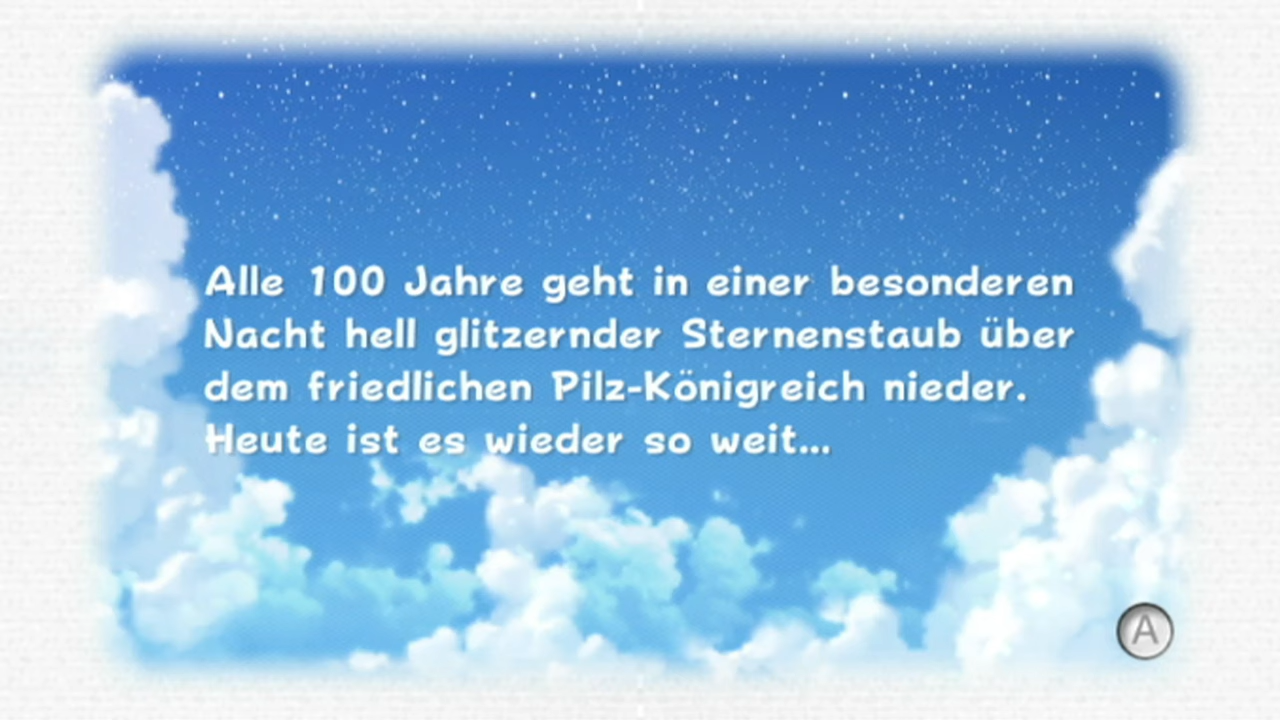 Alle 100 Jahre geht in einer besonderen
Nacht hell glitzernder Sternenstaub über
dem friedlichen Pilz-Königreich nieder.
Heute ist es wieder so weit...
A